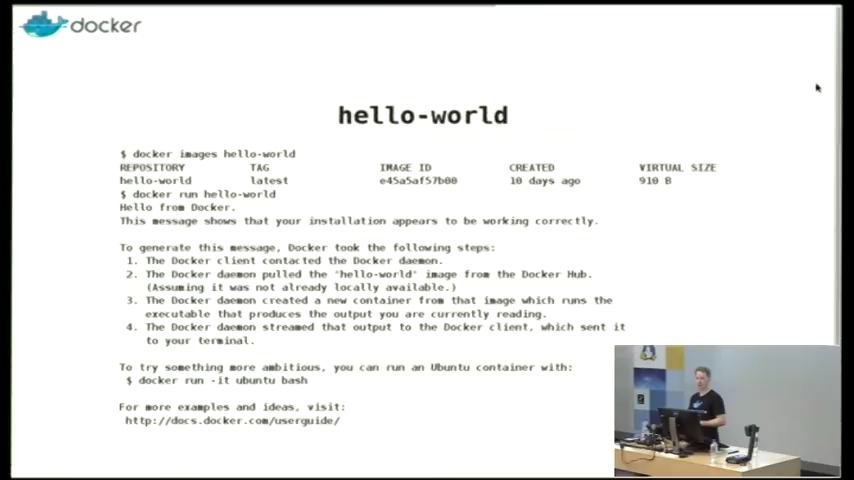 docker
hello-world
$ docker images hello-world
REPOSITORY TAG IMAGE ID CREATED VIRTUAL SIZE
hello-world latest e45a5af57b00 10 days ago 910 B
$ docker run hello-world
Hello from Docker.
This message shows that your installation appears to be working correctly.
To generate this message, Docker took the following steps:
1. The Docker client contacted the Docker daemon.
2. The Docker daemon pulled the "hello-world" image from the Docker Hub.
(Assuming it was not already locally available.)
3. The Docker daemon created a new container from that image which runs the
executable that produces the output you are currently reading.
4. The Docker daemon streamed that output to the Docker client, which sent it
to your terminal.
To try something more ambitious, you can run an Ubuntu container with:
$ docker run -it ubuntu bash
For more examples and ideas, visit:
http://docs.docker.com/userguide/